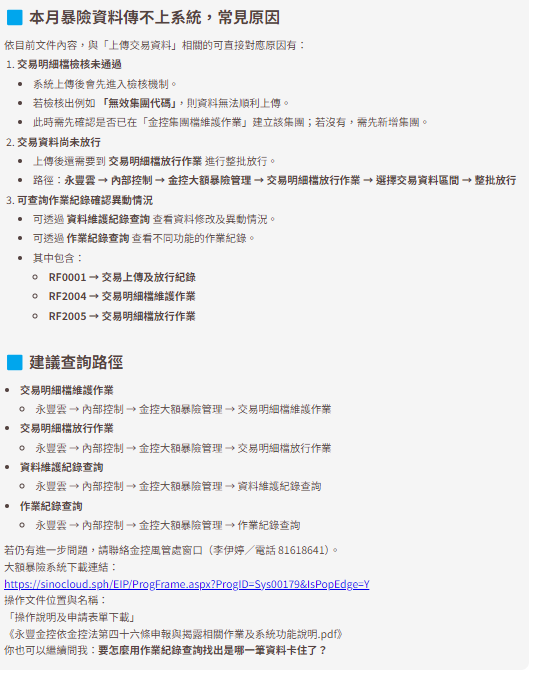 本月暴險資料傳不上系統，常見原因
依目前文件內容，與「上傳交易資料」相關的可直接對應原因有：
1. 交易明細檔檢核未通過
系統上傳後會先進入檢核機制。
若檢核出例如 「無效集團代碼」，則資料無法順利上傳。
此時需先確認是否已在「金控集團檔維護作業」建立該集團；若沒有，需先新增集團。
2. 交易資料尚未放行
上傳後還需要到 交易明細檔放行作業 進行整批放行。
路徑：永豐雲 → 內部控制 → 金控大額暴險管理 → 交易明細檔放行作業 → 選擇交易資料區間 → 整批放行
3. 可查詢作業紀錄確認異動情況
可透過 資料維護紀錄查詢 查看資料修改及異動情況。
可透過 作業紀錄查詢 查看不同功能的作業紀錄。
其中包含：
RF0001 → 交易上傳及放行紀錄
RF2004 → 交易明細檔維護作業
RF2005 → 交易明細檔放行作業
建議查詢路徑
交易明細檔維護作業
永豐雲 → 內部控制 → 金控大額暴險管理 → 交易明細檔維護作業
交易明細檔放行作業
永豐雲 → 內部控制 → 金控大額暴險管理 → 交易明細檔放行作業
資料維護紀錄查詢
永豐雲 → 內部控制 → 金控大額暴險管理 → 資料維護紀錄查詢
作業紀錄查詢
永豐雲 → 內部控制 → 金控大額暴險管理 → 作業紀錄查詢
若仍有進一步問題，請聯絡金控風管處窗口（李伊婷／電話 81618641）。
大額暴險系統下載連結：
https://sinocloud.sph/EIP/ProgFrame.aspx?ProgID=Sys00179&IsPopEdge=Y
操作文件位置與名稱：
「操作說明及申請表單下載」
《永豐金控依金控法第四十六條申報與揭露相關作業及系統功能說明.pdf》
你也可以繼續問我：要怎麼用作業紀錄查詢找出是哪一筆資料卡住了？